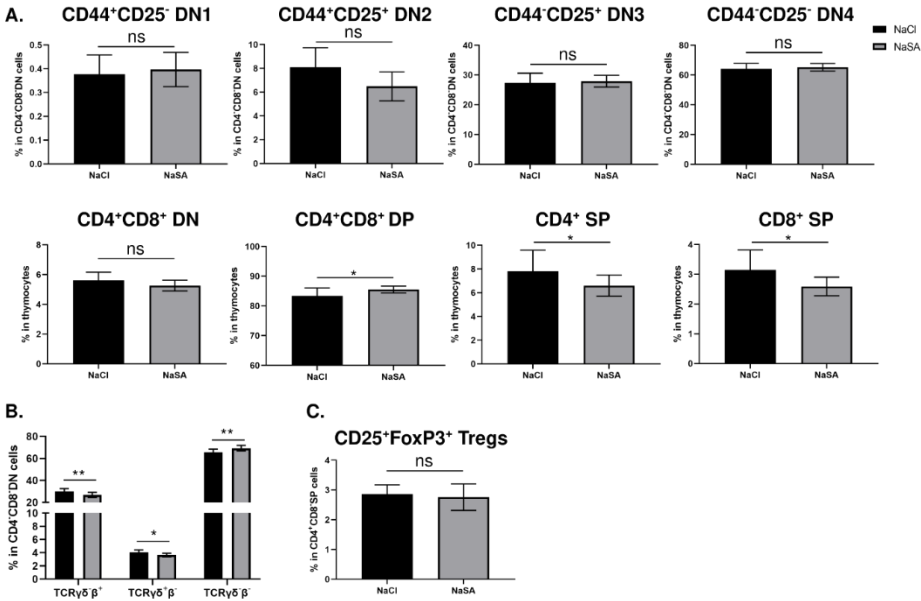 A.
CD44⁺CD25⁻ DN1
CD44⁺CD25⁺ DN2
CD44⁻CD25⁺ DN3
CD44⁻CD25⁻ DN4
NaCl
NaSA
% in CD4⁻CD8⁻DN cells
0.5
0.4
0.3
0.2
0.1
0.0
ns
NaCl NaSA
% in CD4⁻CD8⁻DN cells
10
8
6
4
2
0
ns
NaCl NaSA
% in CD4⁻CD8⁻DN cells
40
30
20
10
0
ns
NaCl NaSA
% in CD4⁻CD8⁻DN cells
80
60
40
20
0
ns
NaCl NaSA
CD4⁺CD8⁺ DN
CD4⁺CD8⁺ DP
CD4⁺ SP
CD8⁺ SP
% in thymocytes
8
6
4
2
0
ns
NaCl NaSA
% in thymocytes
100
90
80
70
60
*
NaCl NaSA
% in thymocytes
10
8
6
4
2
0
*
NaCl NaSA
% in thymocytes
4
3
2
1
0
*
NaCl NaSA
B.
% in CD4⁻CD8⁻DN cells
80
60
40
20
10
8
6
4
2
0
**
*
**
TCRγδ⁻β⁺ TCRγδ⁺β⁻ TCRγδ⁻β⁻
C.
CD25⁺FoxP3⁺ Tregs
% in CD4⁺CD8⁻SP cells
4
3
2
1
0
ns
NaCl NaSA